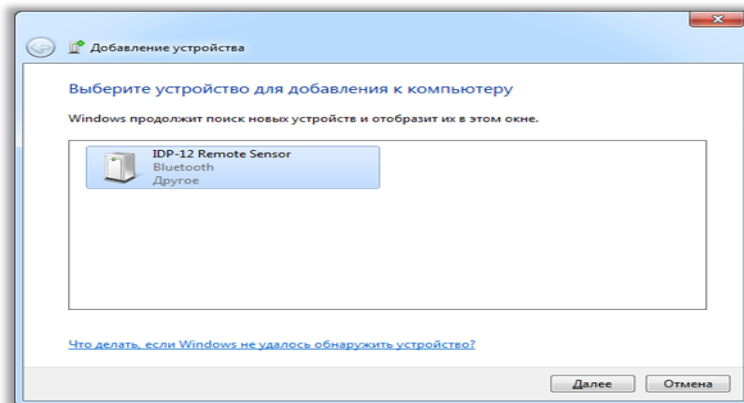 Добавление устройства
Выберите устройство для добавления к компьютеру
Windows продолжит поиск новых устройств и отобразит их в этом окне.
IDP-12 Remote Sensor
Bluetooth
Другое
Что делать, если Windows не удалось обнаружить устройство?
Далее
Отмена